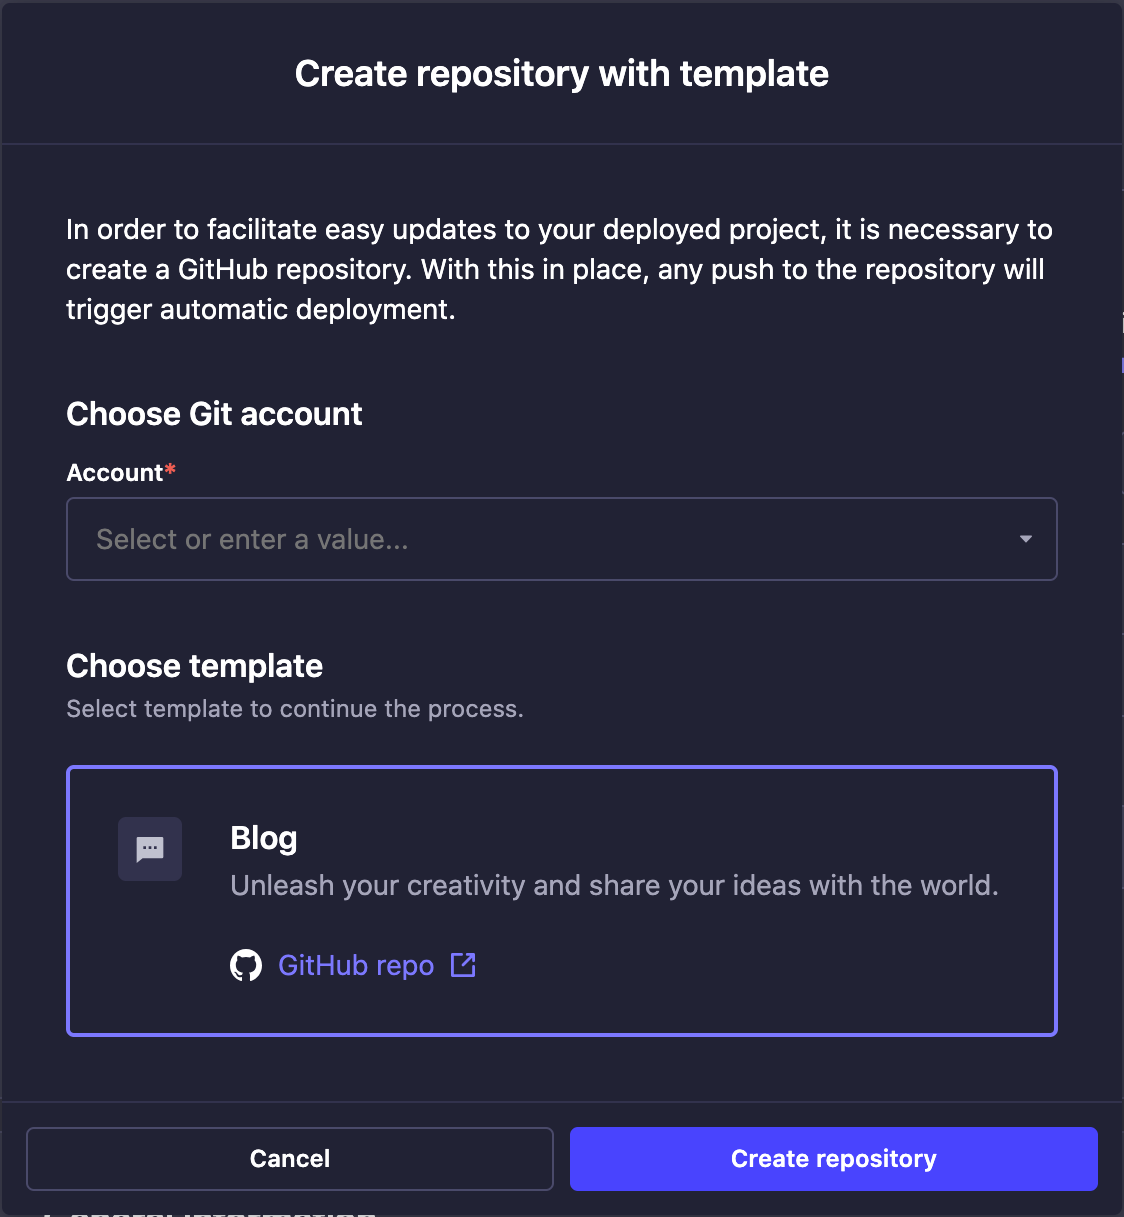 Create repository with template
In order to facilitate easy updates to your deployed project, it is necessary to
create a GitHub repository. With this in place, any push to the repository will
trigger automatic deployment.
Choose Git account
Account*
Select or enter a value...
Choose template
Select template to continue the process.
Blog
Unleash your creativity and share your ideas with the world.
GitHub repo
Cancel
Create repository